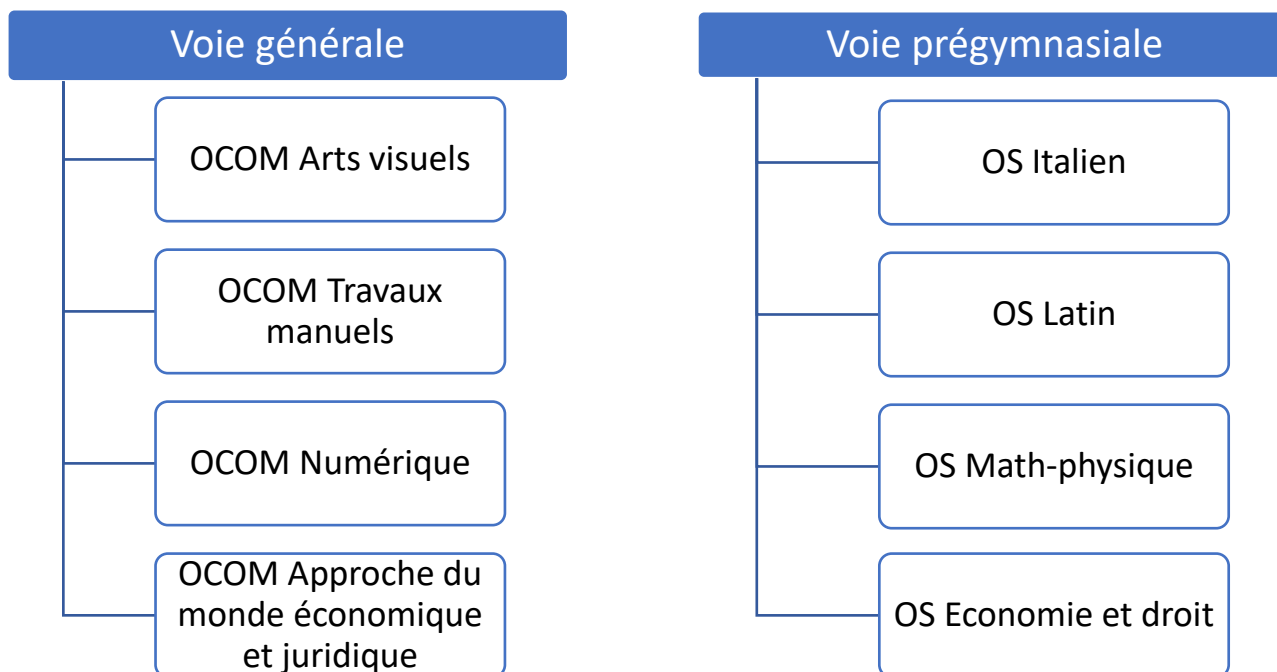 Voie générale
OCOM Arts visuels
OCOM Travaux
manuels
OCOM Numérique
OCOM Approche du
monde économique
et juridique
Voie prégymnasiale
OS Italien
OS Latin
OS Math-physique
OS Economie et droit